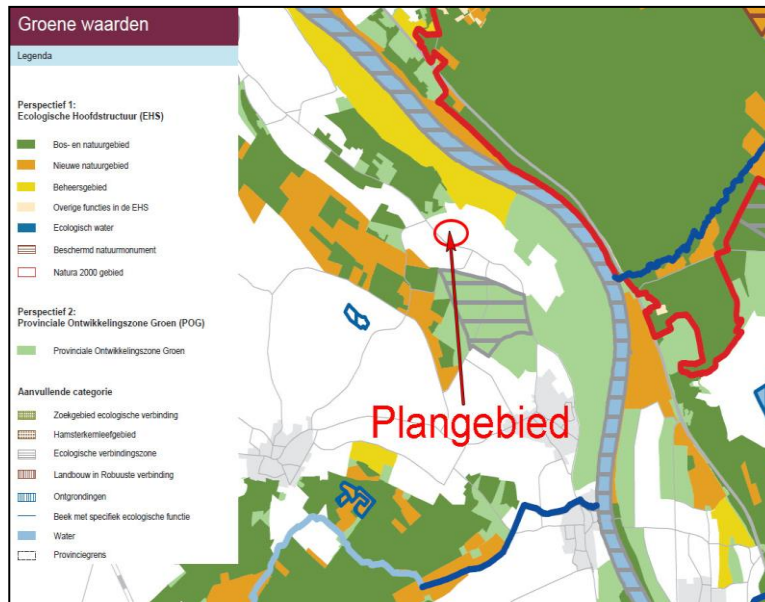 Groene waarden
Legenda
Perspectief 1:
Ecologische Hoofdstructuur (EHS)
Bos- en natuurgebied
Nieuwe natuurgebied
Beheersgebied
Overige functies in de EHS
Ecologisch water
Beschermd natuurmonument
Natura 2000 gebied
Perspectief 2:
Provinciale Ontwikkelingszone Groen (POG)
Provinciale Ontwikkelingszone Groen
Aanvullende categorie
Zoekgebied ecologische verbinding
Hamsterkernleefgebied
Ecologische verbindingszone
Landbouw in Robuuste verbinding
Ontgrondingen
Beek met specifiek ecologische functie
Water
Provinciegrens
Plangebied